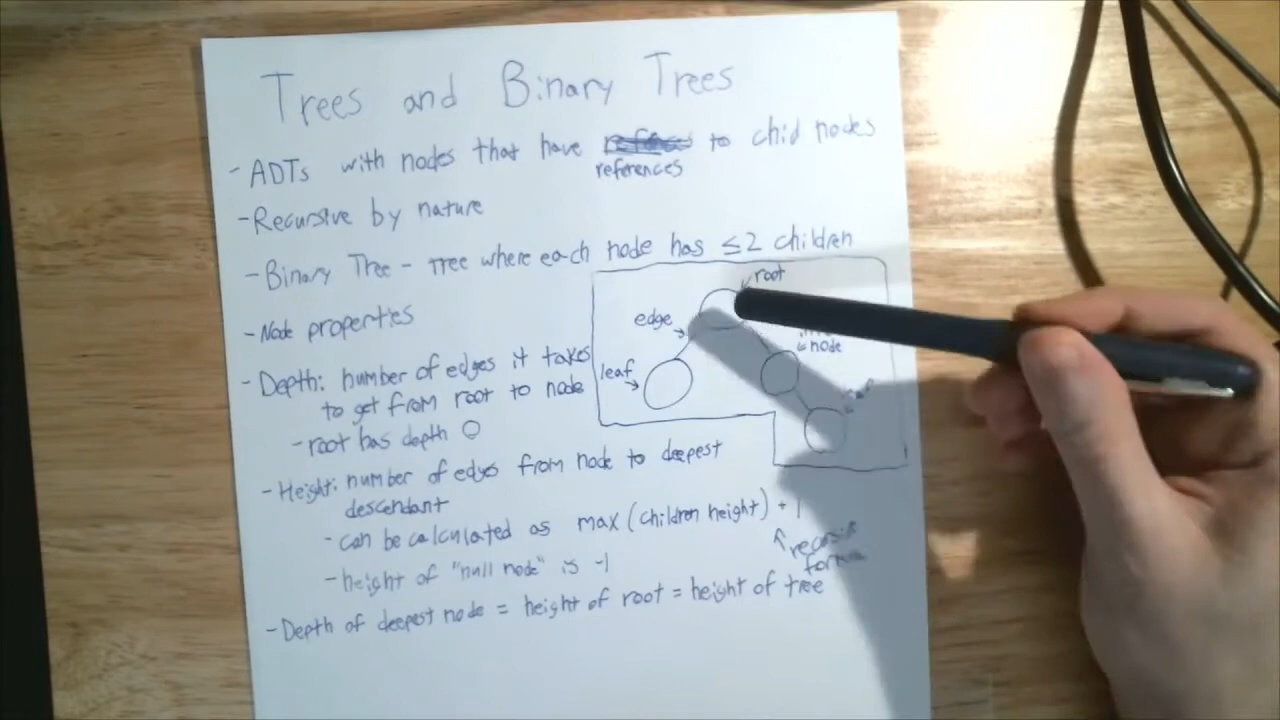 Trees and Binary Trees
- ADTs with nodes that have to chid nodes
references
- Recursive by nature
- Binary Tree - tree where each node has ≤2 children
root
- Node properties
edge
node
- Depth: number of edges it takes
leaf
to get from root to node
- root has depth 0
- Height: number of edges from node to deepest
descendant
- can be calculated as max (children height) + 1
recursive
- height of "null node" is -1
- Depth of deepest node = height of root = height of tree